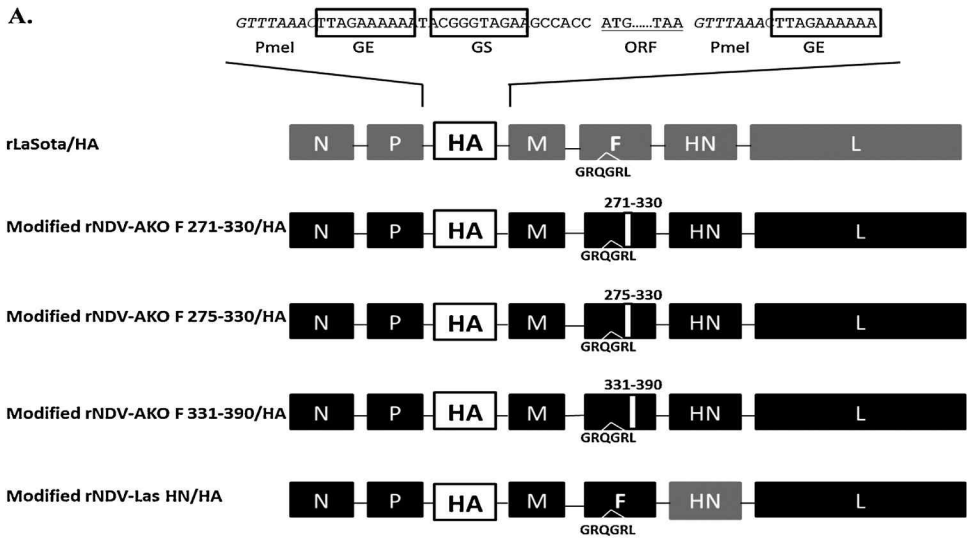 A.
GTTTAAACTTAGAAAAAATACGGGTAGAAGCCACC ATG......TAA GTTTAAACTTAGAAAAAA
PmeI GE GS ORF PmeI GE
rLaSota/HA N P HA M F HN L
GRQGRL
271-330
Modified rNDV-AKO F 271-330/HA N P HA M HN L
GRQGRL
275-330
Modified rNDV-AKO F 275-330/HA N P HA M HN L
GRQGRL
331-390
Modified rNDV-AKO F 331-390/HA N P HA M HN L
GRQGRL
Modified rNDV-Las HN/HA N P HA M F HN L
GRQGRL